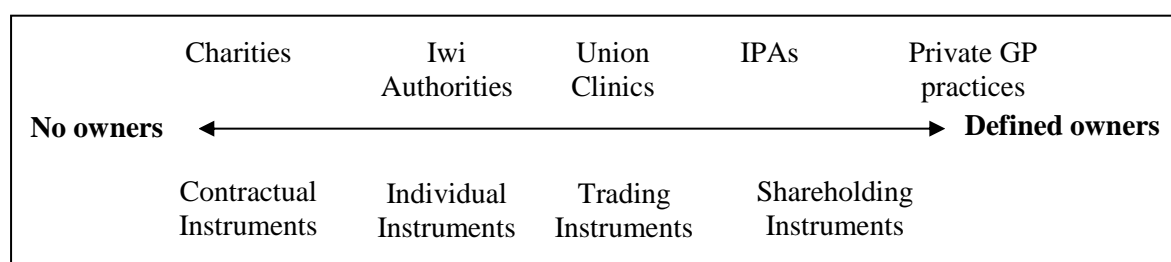 Charities Iwi Union IPAs Private GP
Authorities Clinics practices
No owners Defined owners
Contractual Individual Trading Shareholding
Instruments Instruments Instruments Instruments